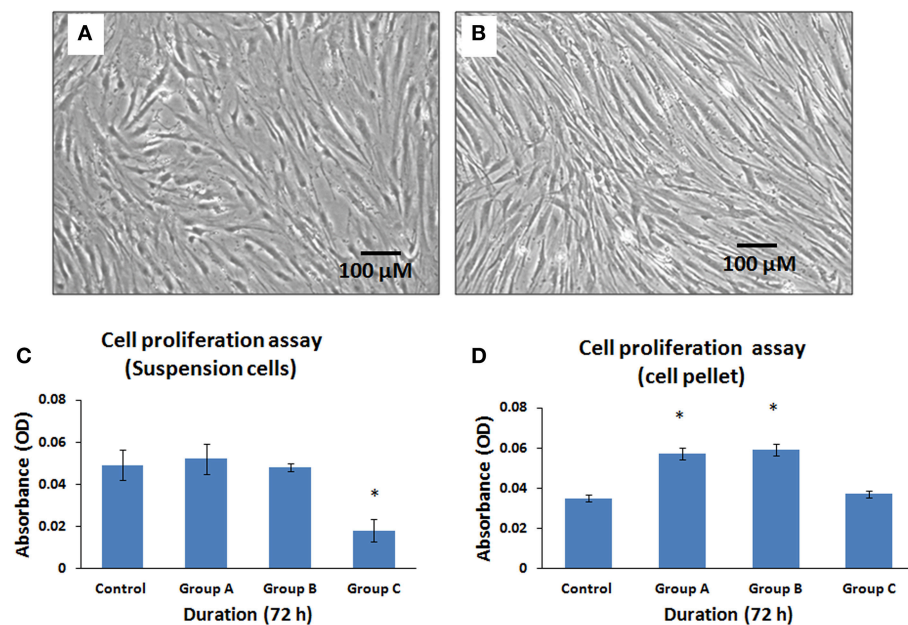 A
100 µM
B
100 µM
C
Cell proliferation assay
(Suspension cells)
Absorbance (OD)
0.08
0.06
0.04
0.02
0
*
Control Group A Group B Group C
Duration (72 h)
D
Cell proliferation assay
(cell pellet)
Absorbance (OD)
0.08
0.06
0.04
0.02
0
* *
Control Group A Group B Group C
Duration (72 h)